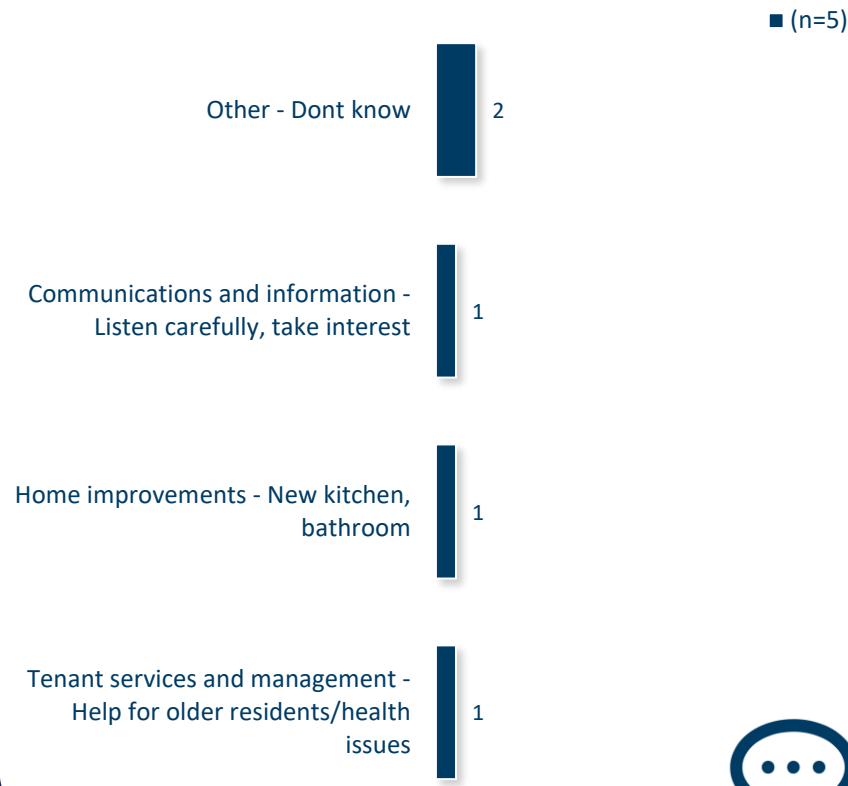 (n=5)
Other - Dont know
2
Communications and information -
Listen carefully, take interest
1
Home improvements - New kitchen,
bathroom
1
Tenant services and management -
Help for older residents/health
issues
1